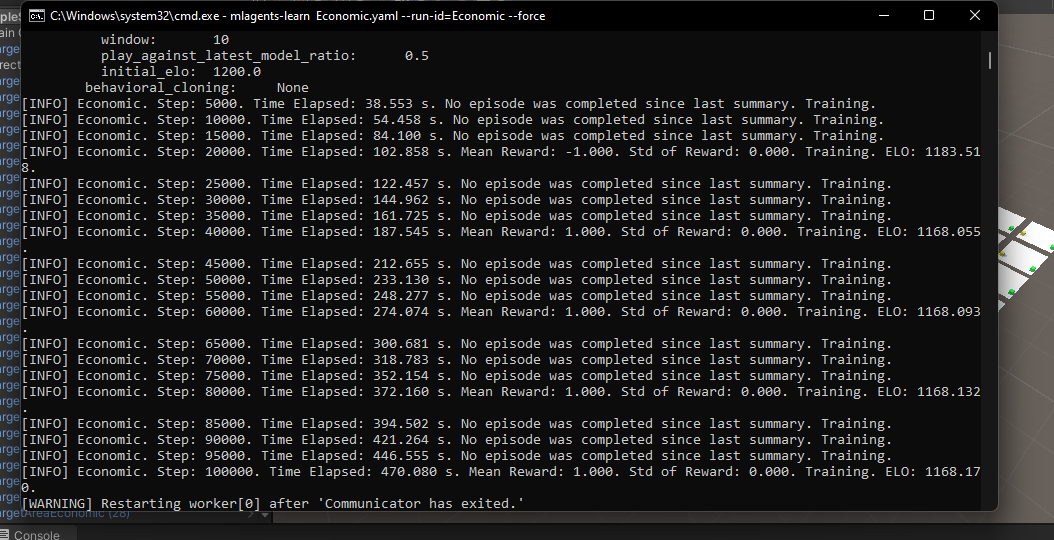 C:\Windows\system32\cmd.exe - mlagents-learn Economic.yaml --run-id=Economic --force
window: 10
play_against_latest_model_ratio: 0.5
initial_elo: 1200.0
behavioral_cloning: None
[INFO] Economic. Step: 5000. Time Elapsed: 38.553 s. No episode was completed since last summary. Training.
[INFO] Economic. Step: 10000. Time Elapsed: 54.458 s. No episode was completed since last summary. Training.
[INFO] Economic. Step: 15000. Time Elapsed: 84.100 s. No episode was completed since last summary. Training.
[INFO] Economic. Step: 20000. Time Elapsed: 102.858 s. Mean Reward: -1.000. Std of Reward: 0.000. Training. ELO: 1183.51
8.
[INFO] Economic. Step: 25000. Time Elapsed: 122.457 s. No episode was completed since last summary. Training.
[INFO] Economic. Step: 30000. Time Elapsed: 144.962 s. No episode was completed since last summary. Training.
[INFO] Economic. Step: 35000. Time Elapsed: 161.725 s. No episode was completed since last summary. Training.
[INFO] Economic. Step: 40000. Time Elapsed: 187.545 s. Mean Reward: 1.000. Std of Reward: 0.000. Training. ELO: 1168.055
.
[INFO] Economic. Step: 45000. Time Elapsed: 212.655 s. No episode was completed since last summary. Training.
[INFO] Economic. Step: 50000. Time Elapsed: 233.130 s. No episode was completed since last summary. Training.
[INFO] Economic. Step: 55000. Time Elapsed: 248.277 s. No episode was completed since last summary. Training.
[INFO] Economic. Step: 60000. Time Elapsed: 274.074 s. Mean Reward: 1.000. Std of Reward: 0.000. Training. ELO: 1168.093
.
[INFO] Economic. Step: 65000. Time Elapsed: 300.681 s. No episode was completed since last summary. Training.
[INFO] Economic. Step: 70000. Time Elapsed: 318.783 s. No episode was completed since last summary. Training.
[INFO] Economic. Step: 75000. Time Elapsed: 352.154 s. No episode was completed since last summary. Training.
[INFO] Economic. Step: 80000. Time Elapsed: 372.160 s. Mean Reward: 1.000. Std of Reward: 0.000. Training. ELO: 1168.132
.
[INFO] Economic. Step: 85000. Time Elapsed: 394.502 s. No episode was completed since last summary. Training.
[INFO] Economic. Step: 90000. Time Elapsed: 421.264 s. No episode was completed since last summary. Training.
[INFO] Economic. Step: 95000. Time Elapsed: 446.555 s. No episode was completed since last summary. Training.
[INFO] Economic. Step: 100000. Time Elapsed: 470.080 s. Mean Reward: 1.000. Std of Reward: 0.000. Training. ELO: 1168.17
0.
[WARNING] Restarting worker[0] after 'Communicator has exited.'
Console